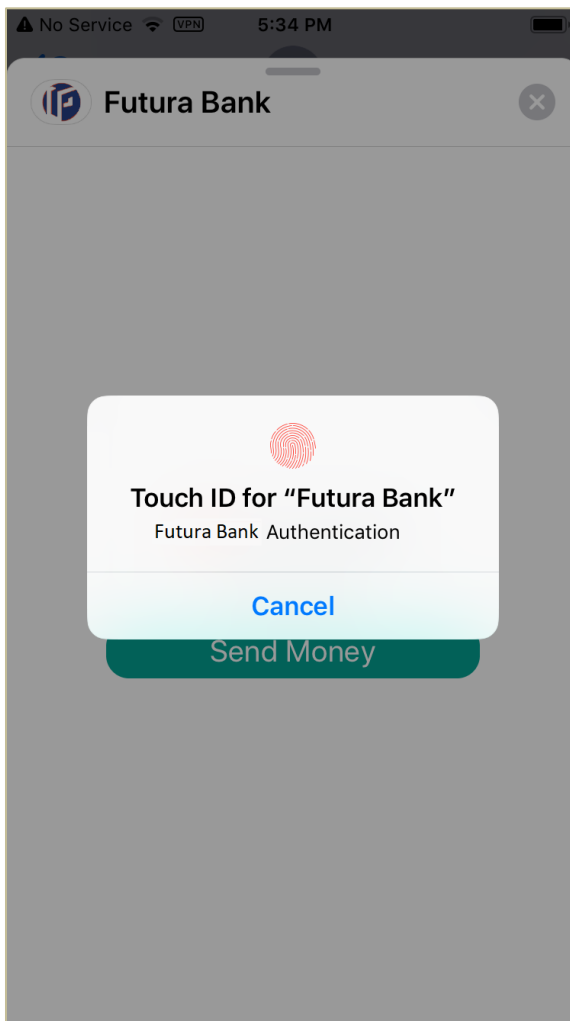 No Service VPN 5:34 PM
Futura Bank
Touch ID for “Futura Bank”
Futura Bank Authentication
Cancel
Send Money